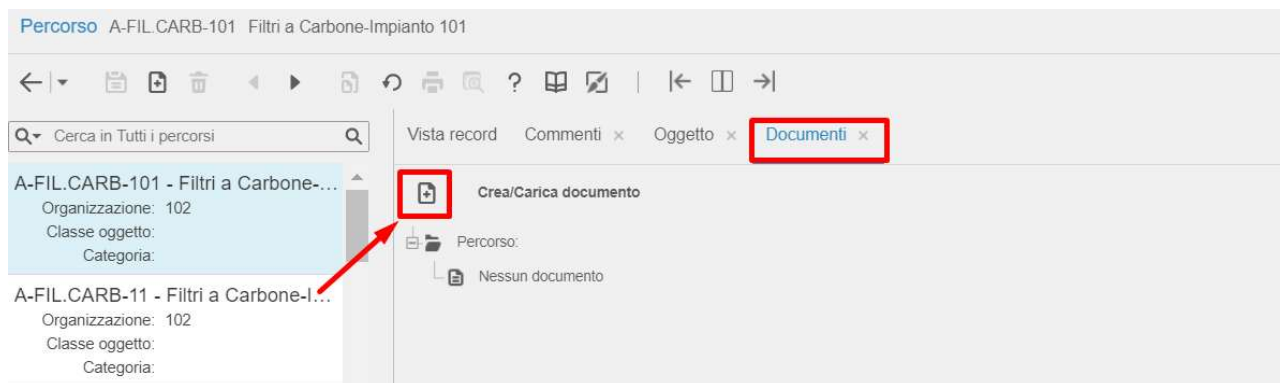 Percorso A-FIL.CARB-101 Filtri a Carbone-Impianto 101
Cerca in Tutti i percorsi
Vista record Commenti × Oggetto × Documenti ×
A-FIL.CARB-101 - Filtri a Carbone-...
Organizzazione: 102
Classe oggetto:
Categoria:
A-FIL.CARB-11 - Filtri a Carbone-I...
Organizzazione: 102
Classe oggetto:
Categoria:
Crea/Carica documento
Percorso:
Nessun documento